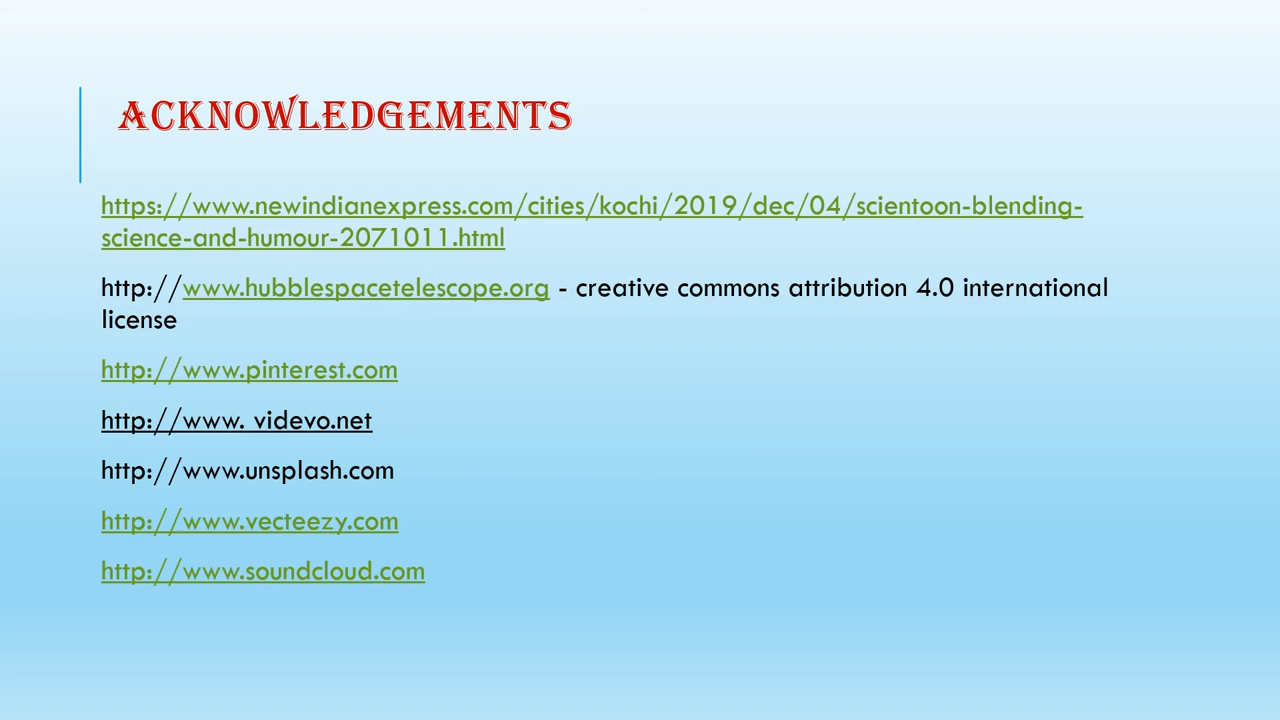 ACKNOWLEDGEMENTS
https://www.newindianexpress.com/cities/kochi/2019/dec/04/scientoon-blending-
science-and-humour-2071011.html
http://www.hubblespacetelescope.org - creative commons attribution 4.0 international
license
http://www.pinterest.com
http://www. videvo.net
http://www.unsplash.com
http://www.vecteezy.com
http://www.soundcloud.com